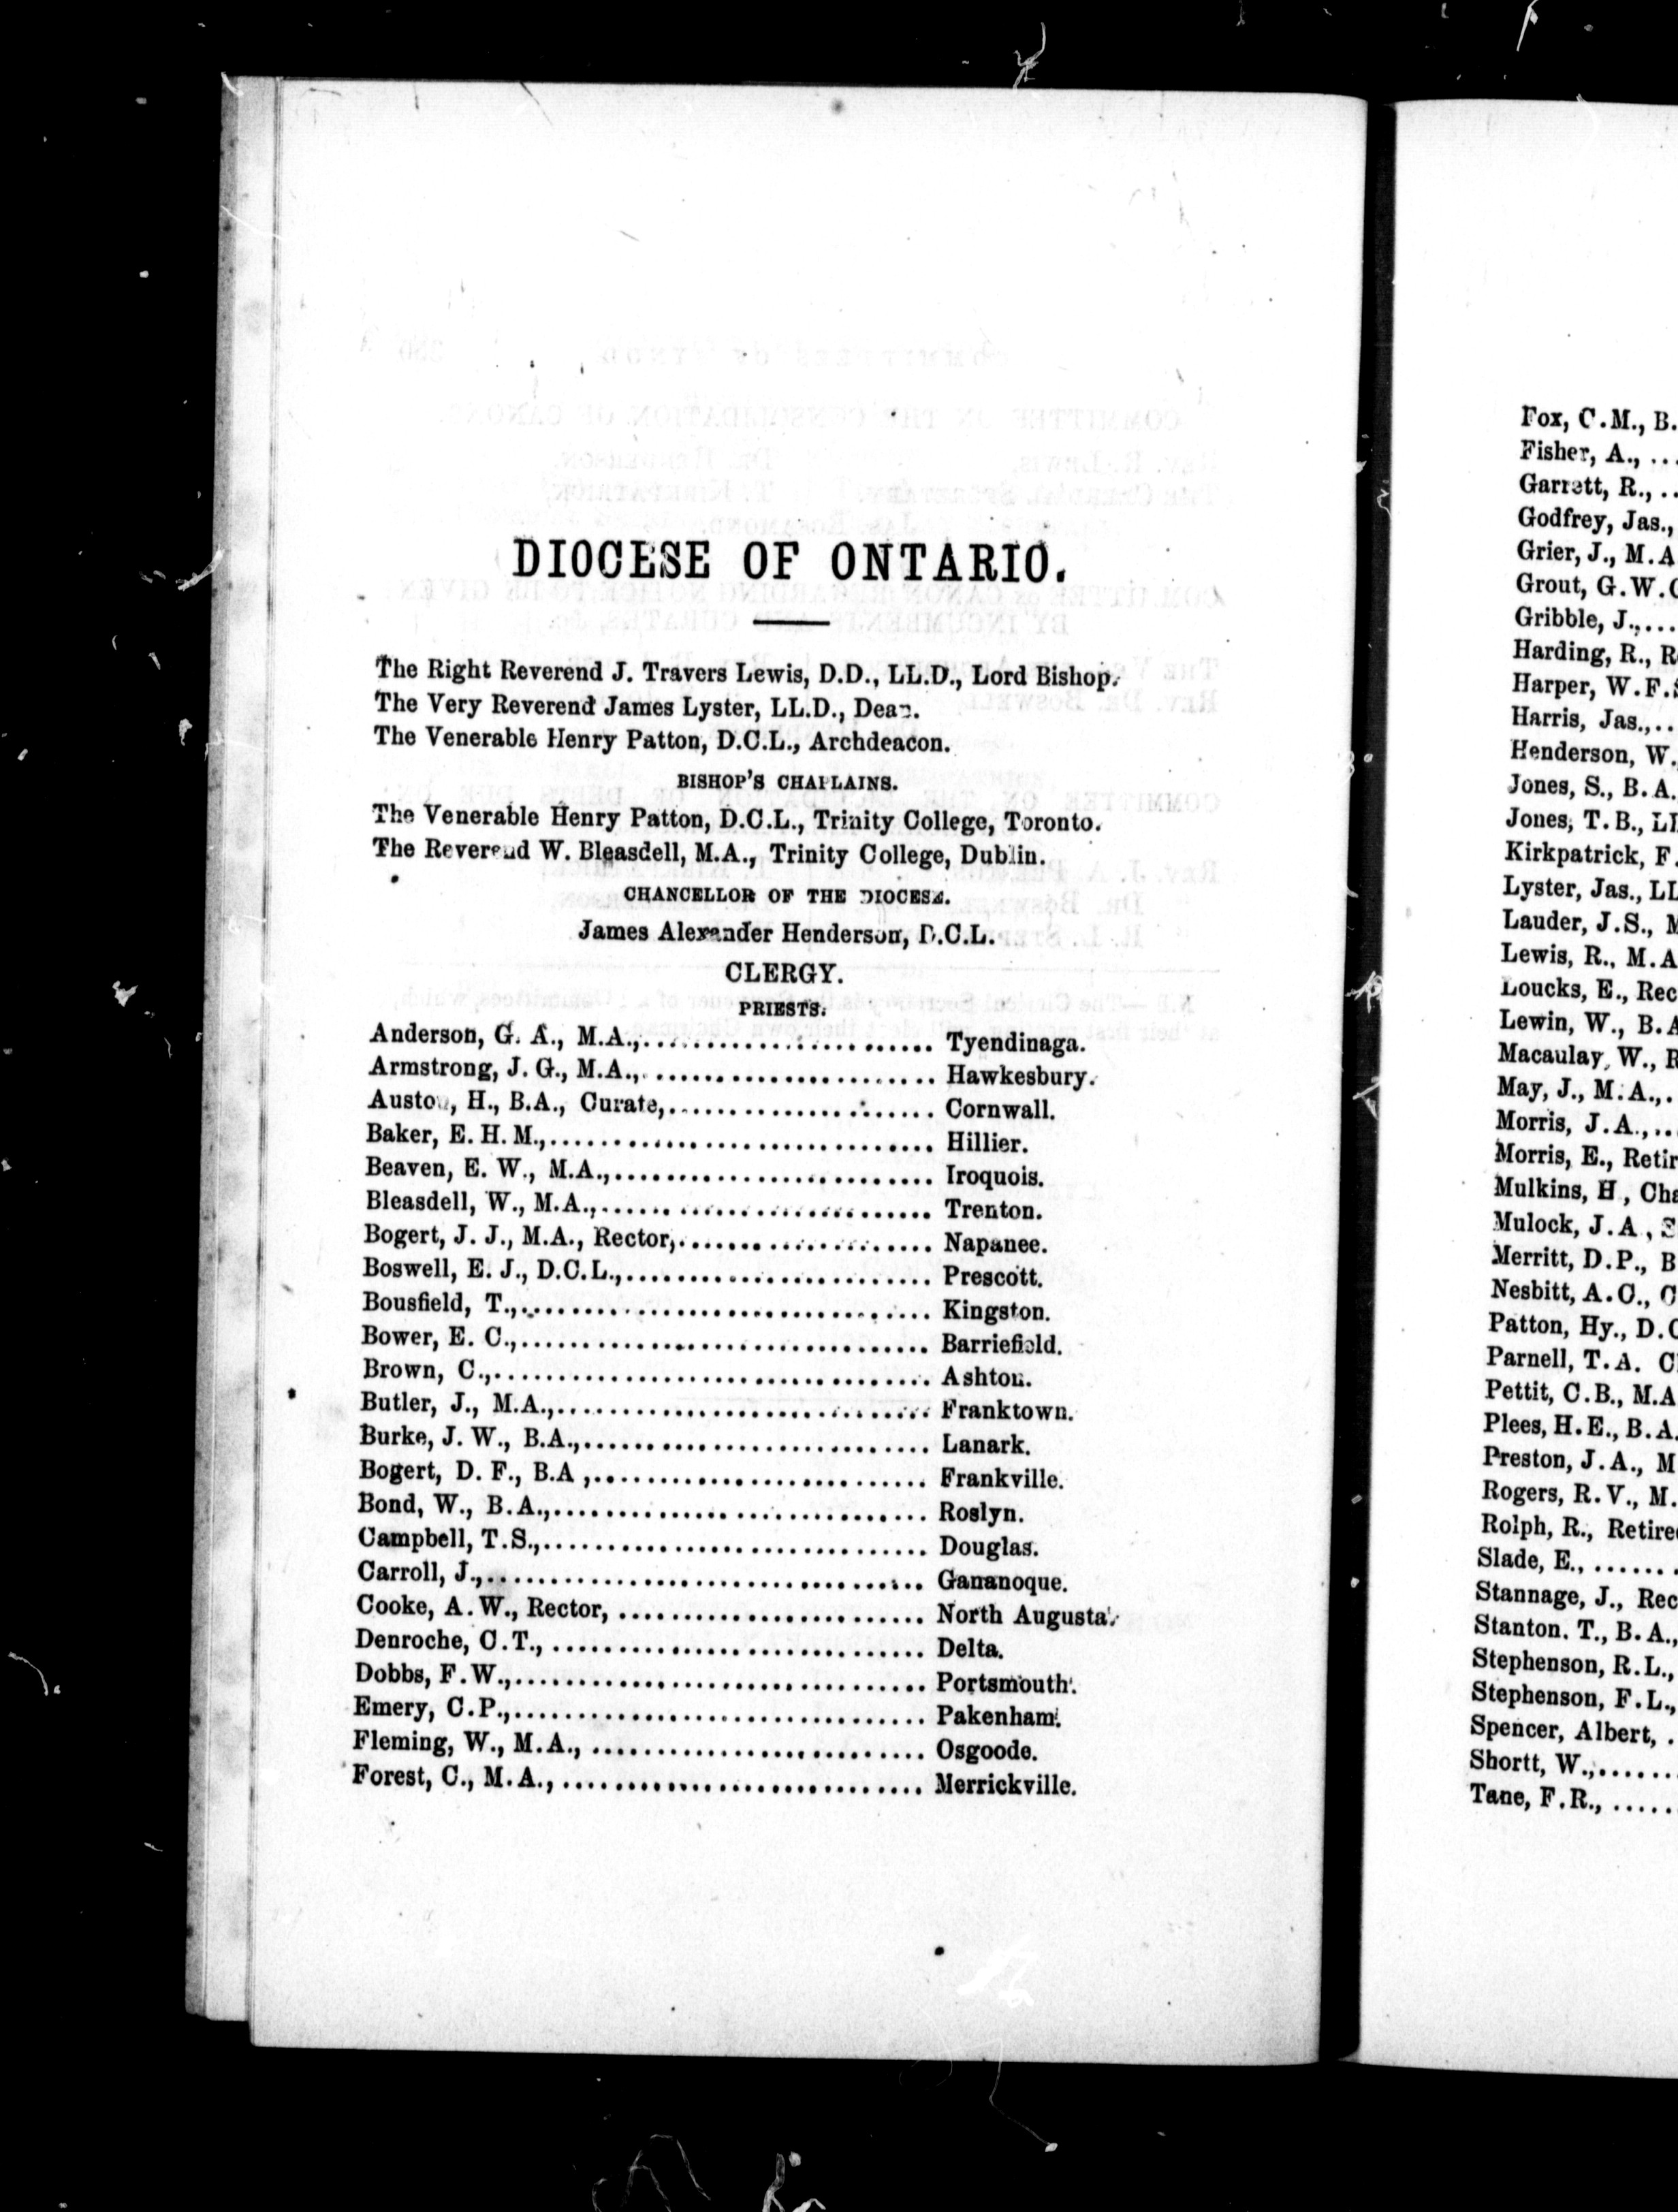 DIOCESE OF ONTARIO.
The Right Reverend J. Travers Lewis, D.D., LL.D., Lord Bishop.
The Very Reverend James Lyster, LL.D., Dean.
The Venerable Henry Patton, D.C.L., Archdeacon.
BISHOP'S CHAPLAINS.
The Venerable Henry Patton, D.C.L., Trinity College, Toronto.
The Reverend W. Bleasdell, M.A., Trinity College, Dublin.
CHANCELLOR OF THE DIOCESE.
James Alexander Henderson, D.C.L.
CLERGY.
PRIESTS.
Anderson, G. A., M.A.,........................ Tyendinaga.
Armstrong, J. G., M.A.,........................ Hawkesbury.
Auston, H., B.A., Curate,........................ Cornwall.
Baker, E. H. M.,........................ Hillier.
Beaven, E. W., M.A.,........................ Iroquois.
Bleasdell, W., M.A.,........................ Trenton.
Bogert, J. J., M.A., Rector,........................ Napanee.
Boswell, E. J., D.C.L.,........................ Prescott.
Bousfield, T.,........................ Kingston.
Bower, E. C.,........................ Barriefield.
Brown, C.,........................ Ashton.
Butler, J., M.A.,........................ Franktown.
Burke, J. W., B.A.,........................ Lanark.
Bogert, D. F., B.A ,........................ Frankville.
Bond, W., B.A.,........................ Roslyn.
Campbell, T.S.,........................ Douglas.
Carroll, J.,........................ Gananoque.
Cooke, A.W., Rector, ........................ North Augusta.
Denroche, C.T., ........................ Delta.
Dobbs, F.W.,........................ Portsmouth.
Emery, C.P.,........................ Pakenham.
Fleming, W., M.A., ........................ Osgoode.
Forest, C., M.A., ........................ Merrickville.
Fox, C.M., B.
Fisher, A., ...
Garrett, R., ..
Godfrey, Jas.,
Grier, J., M.A
Grout, G.W.
Gribble, J.,...
Harding, R., R
Harper, W.F.
Harris, Jas.,..
Henderson, W.
Jones, S., B.A.
Jones, T.B., LL
Kirkpatrick, F.
Lyster, Jas., LL
Lauder, J.S., M
Lewis, R., M.A
Loucks, E., Rec
Lewin, W., B.A
Macaulay, W., R
May, J., M.A.,.
Morris, J.A.,..
Morris, E., Retir
Mulkins, H , Cha
Mulock, J.A ,
Merritt, D.P., B
Nesbitt, A.C., C
Patton, Hy., D.C
Parnell, T.A. C
Pettit, C.B., M.A
Plees, H.E., B.A.
Preston, J.A., M
Rogers, R.V., M.
Rolph, R., Retire
Slade, E., .......
Stannage, J., Rec
Stanton. T., B.A.,
Stephenson, R.L.,
Stephenson, F.L.,
Spencer, Albert, .
Shortt, W.,......
Tane, F.R., .....